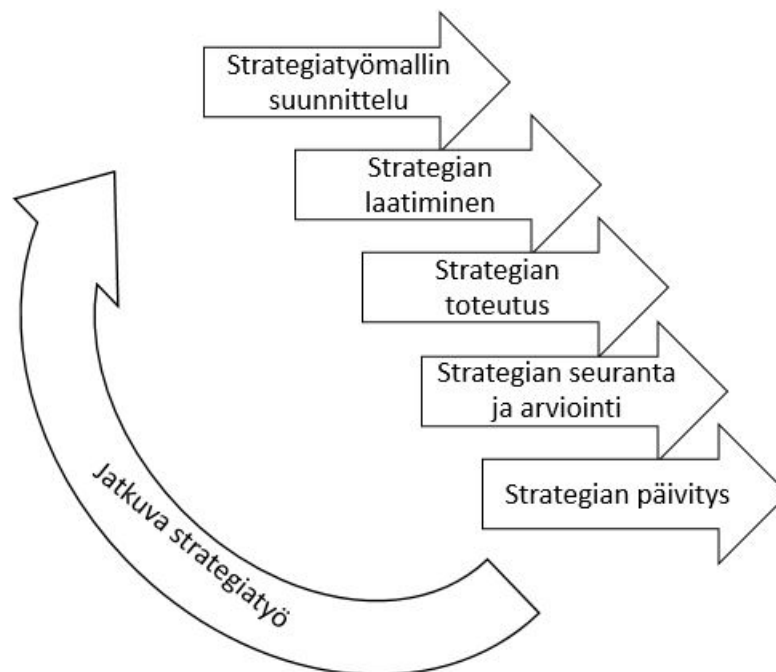 Strategiatyömallin
suunnittelu
Strategian
laatiminen
Strategian
toteutus
Strategian seuranta
ja arviointi
Strategian päivitys
Jatkuva strategiatyö